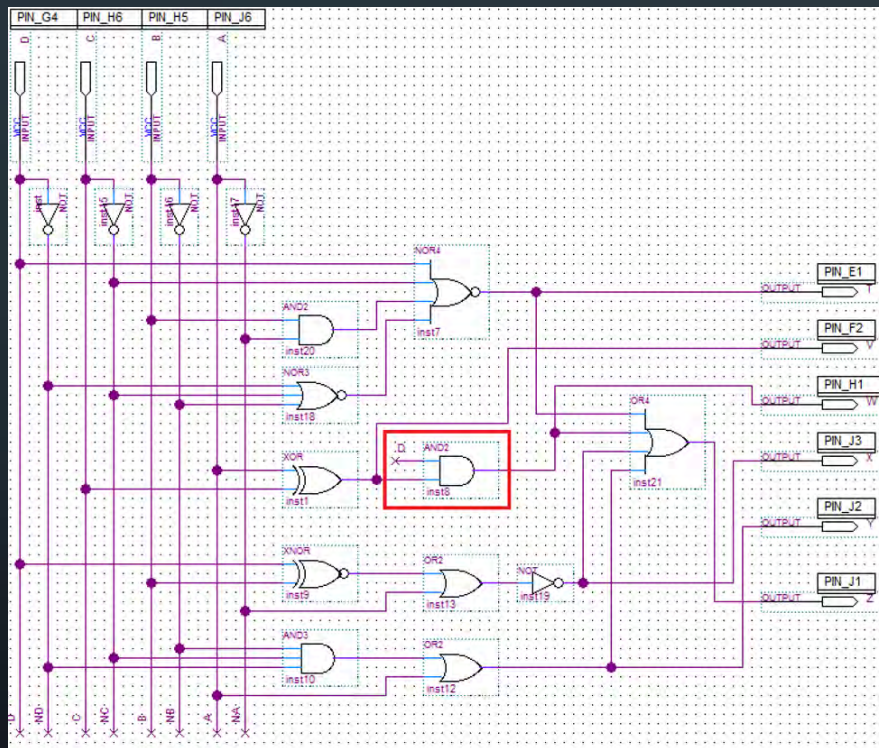 PIN_G4 PIN_H6 PIN_H5 PIN_J6
D C B A
VCC INPUT VCC INPUT VCC INPUT VCC INPUT
inst NOT inst15 NOT inst16 NOT inst17 NOT
NOR4
inst7
AND2
inst20
NOR3
inst18
XOR
inst1
D
AND2
inst8
OR4
inst21
XNOR
inst9
OR2
inst13
NOT
inst19
AND3
inst10
OR2
inst12
PIN_E1
OUTPUT T
PIN_F2
OUTPUT V
PIN_H1
OUTPUT W
PIN_J3
OUTPUT X
PIN_J2
OUTPUT Y
PIN_J1
OUTPUT Z
D ND C NC B NB A NA